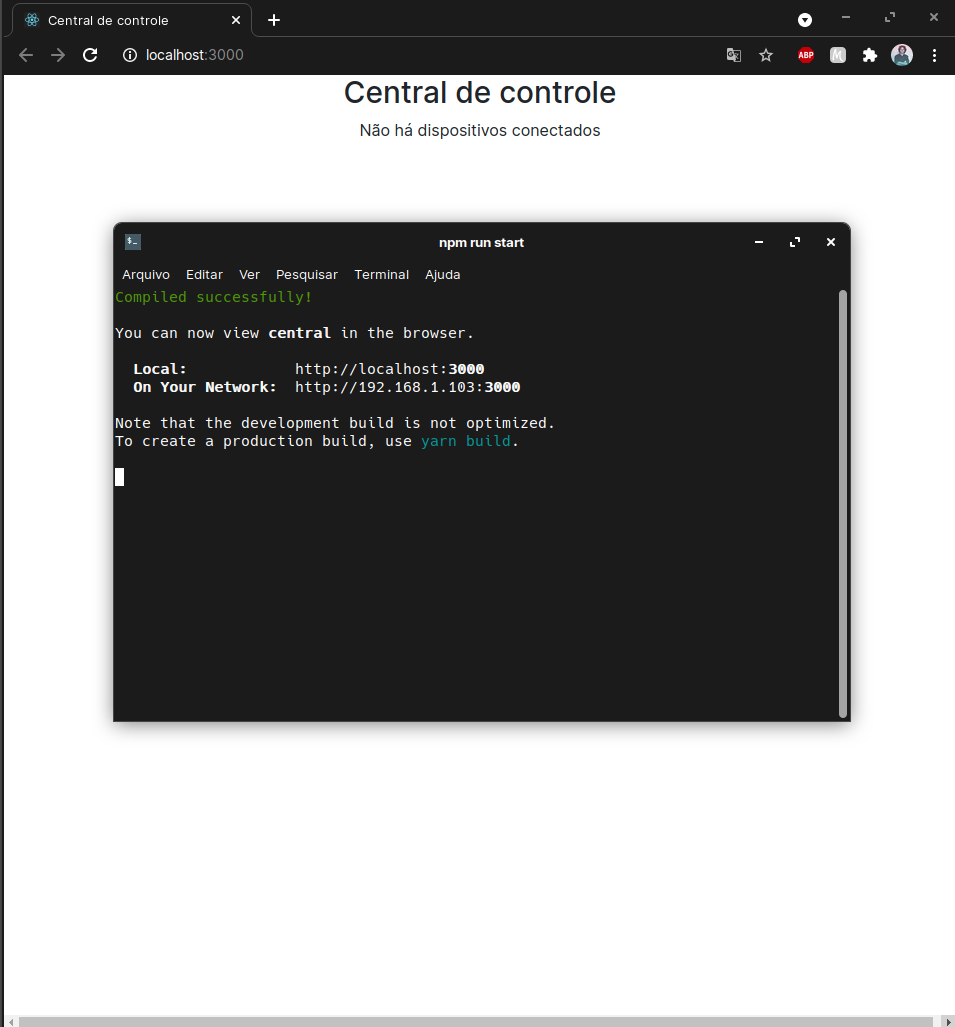 Central de controle
localhost:3000
ABP
M
Central de controle
Não há dispositivos conectados
$_
npm run start
Arquivo Editar Ver Pesquisar Terminal Ajuda
Compiled successfully!
You can now view central in the browser.
Local: http://localhost:3000
On Your Network: http://192.168.1.103:3000
Note that the development build is not optimized.
To create a production build, use yarn build.